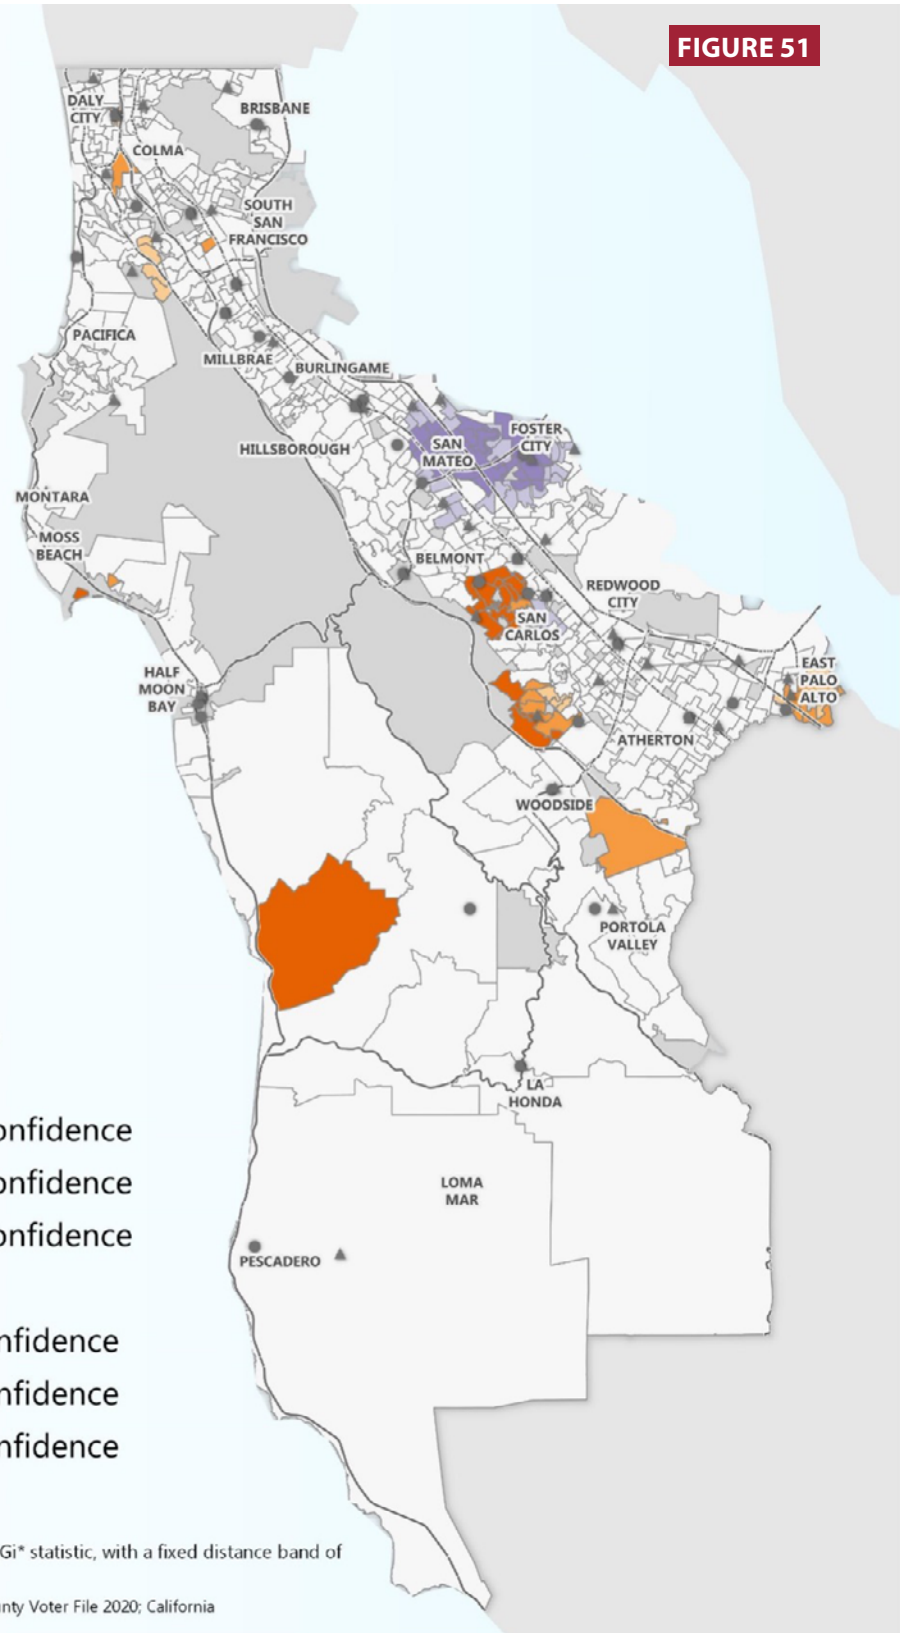 FIGURE 51
DALY
CITY
BRISBANE
COLMA
SOUTH
SAN
FRANCISCO
PACIFICA
MILLBRAE
BURLINGAME
HILLSBOROUGH
SAN
MATEO
FOSTER
CITY
MONTARA
MOSS
BEACH
BELMONT
REDWOOD
CITY
SAN
CARLOS
HALF
MOON
BAY
EAST
PALO
ALTO
ATHERTON
WOODSIDE
PORTOLA
VALLEY
LA
HONDA
LOMA
MAR
PESCADERO
onfidence
onfidence
onfidence
nfidence
nfidence
nfidence
Gi* statistic, with a fixed distance band of
nty Voter File 2020; California